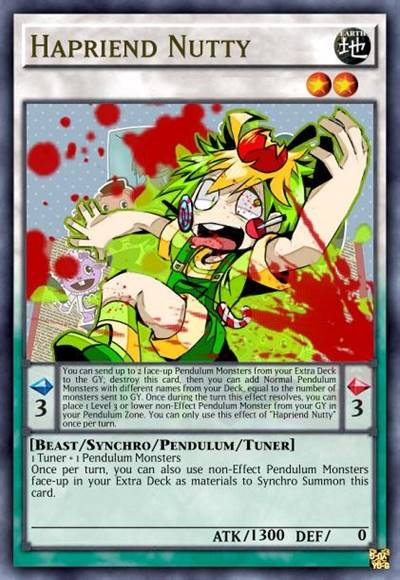 Hapriend Nutty
EARTH
地
You can send up to 2 face-up Pendulum Monsters from your Extra Deck
to the GY; destroy this card, then you can add Normal Pendulum
Monsters with different names from your Deck, equal to the number of
monsters sent to GY. Once during the turn this effect resolves, you can
place 1 Level 3 or lower non-Effect Pendulum Monster from your GY in
your Pendulum Zone. You can only use this effect of "Hapriend Nutty"
once per turn.
3
3
[Beast/Synchro/Pendulum/Tuner]
1 Tuner + 1 Pendulum Monsters
Once per turn, you can also use non-Effect Pendulum Monsters
face-up in your Extra Deck as materials to Synchro Summon this
card.
ATK/1300 DEF/ 0